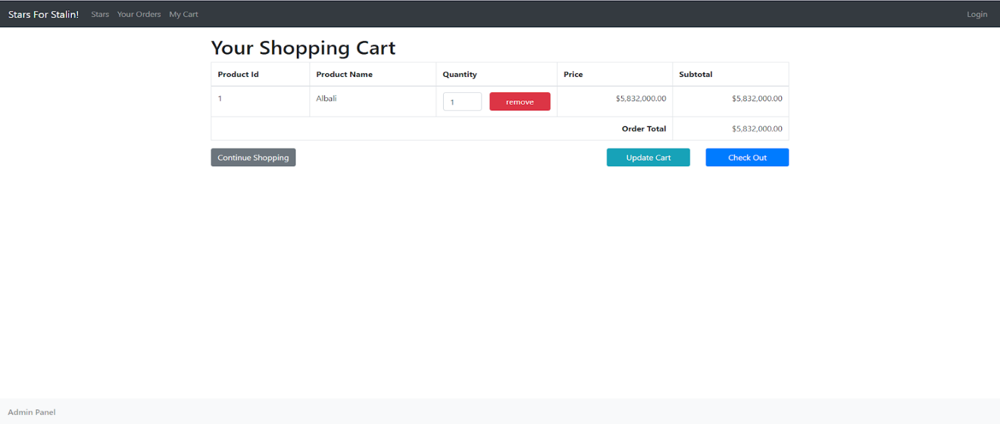 Stars For Stalin! Stars Your Orders My Cart Login
Your Shopping Cart
Product Id Product Name Quantity Price Subtotal
1 Albali 1 remove $5,832,000.00 $5,832,000.00
Order Total $5,832,000.00
Continue Shopping Update Cart Check Out
Admin Panel